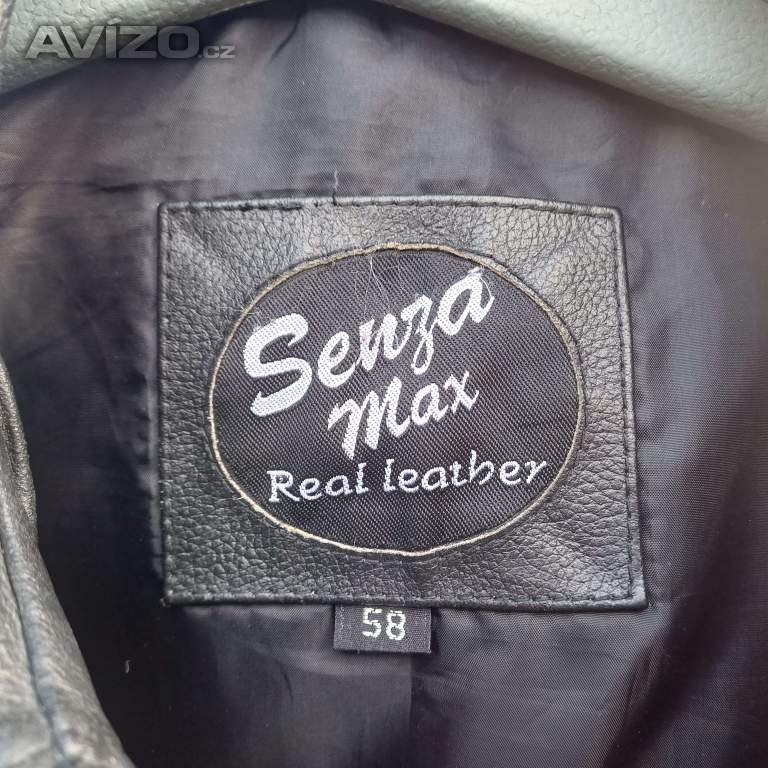 AVIZO.cz
Senza
Max
Real leather
58